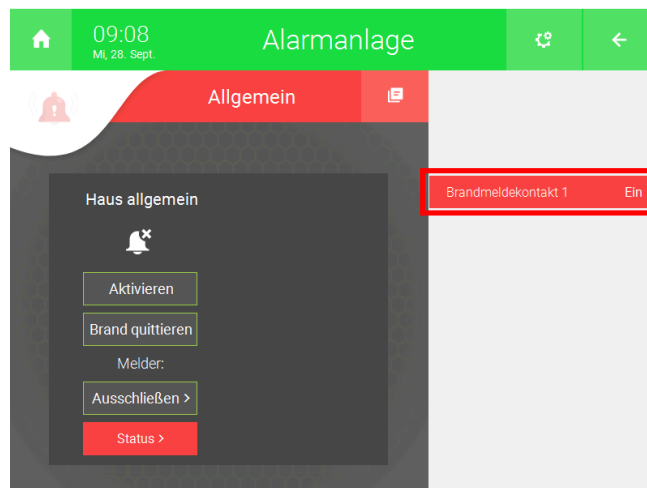 09:08
Mi, 28. Sept.
Alarmanlage
Allgemein
Haus allgemein
Aktivieren
Brand quittieren
Melder:
Ausschließen >
Status >
Brandmeldekontakt 1 Ein